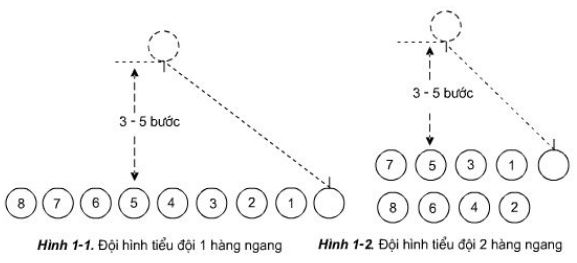 3 - 5 bước
8 7 6 5 4 3 2 1
Hình 1-1. Đội hình tiểu đội 1 hàng ngang
3 - 5 bước
7 5 3 1
8 6 4 2
Hình 1-2. Đội hình tiểu đội 2 hàng ngang